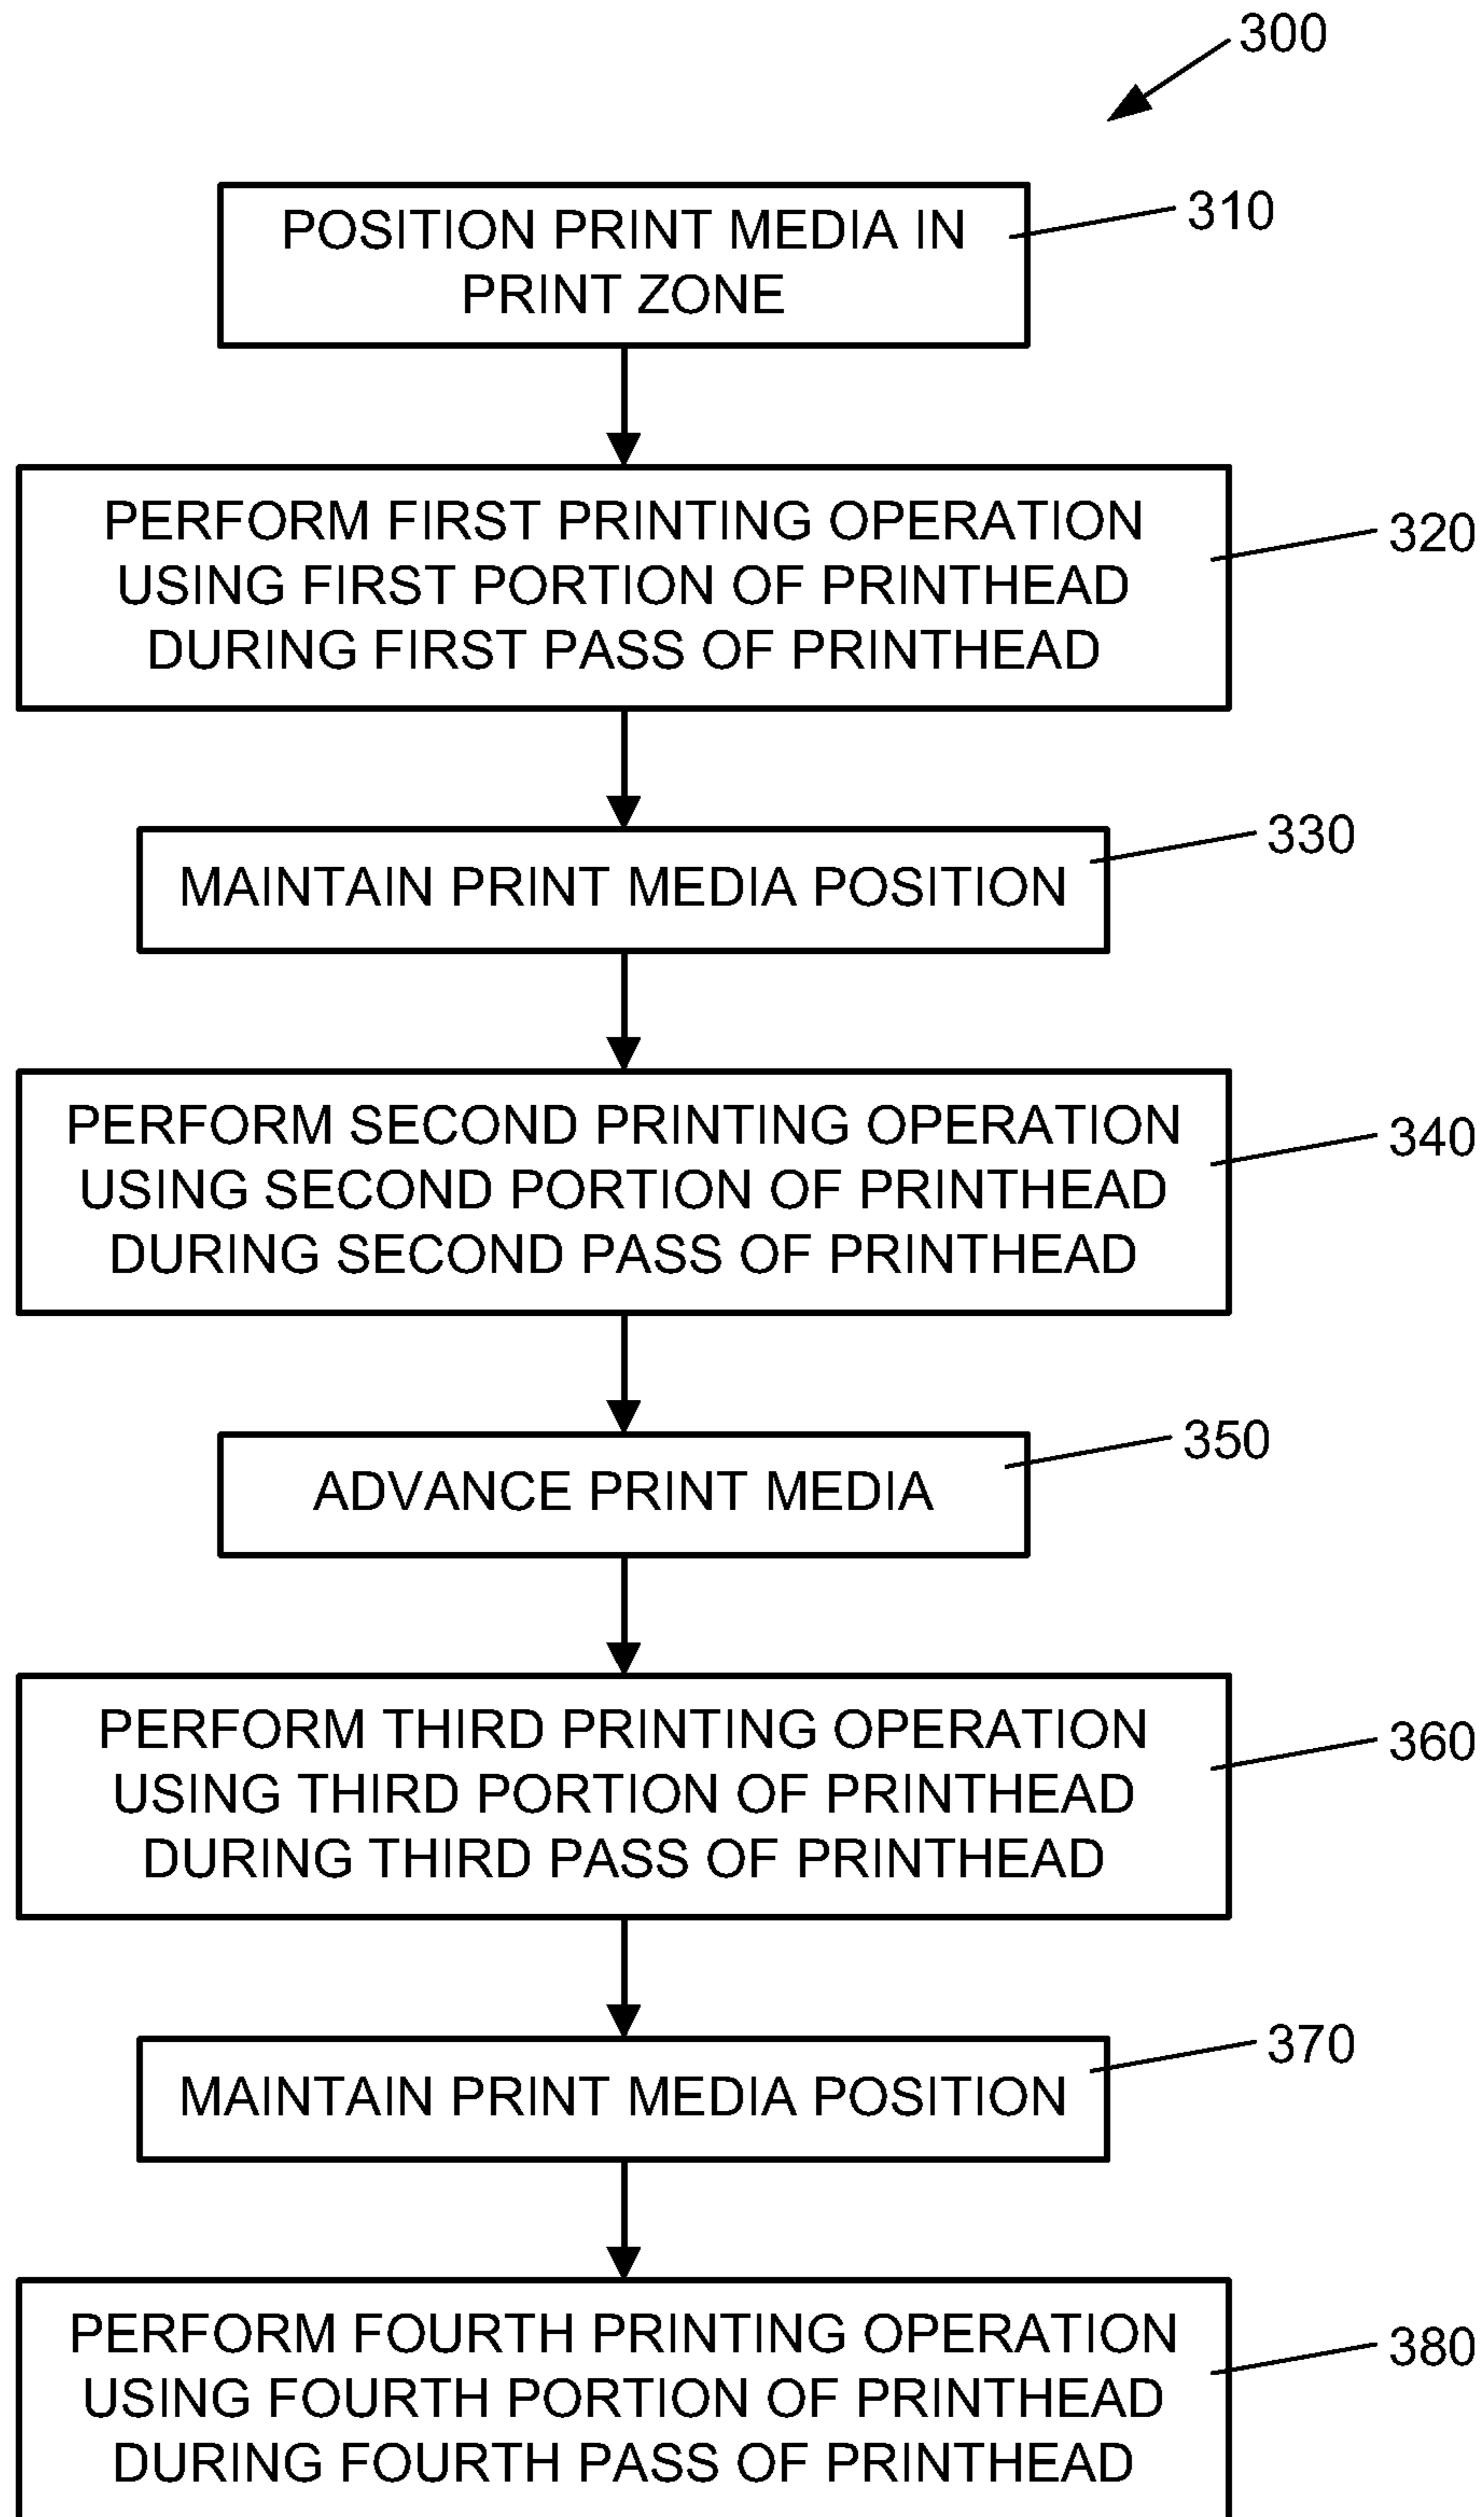 300
POSITION PRINT MEDIA IN
PRINT ZONE
310
PERFORM FIRST PRINTING OPERATION
USING FIRST PORTION OF PRINTHEAD
DURING FIRST PASS OF PRINTHEAD
320
MAINTAIN PRINT MEDIA POSITION
330
PERFORM SECOND PRINTING OPERATION
USING SECOND PORTION OF PRINTHEAD
DURING SECOND PASS OF PRINTHEAD
340
ADVANCE PRINT MEDIA
350
PERFORM THIRD PRINTING OPERATION
USING THIRD PORTION OF PRINTHEAD
DURING THIRD PASS OF PRINTHEAD
360
MAINTAIN PRINT MEDIA POSITION
370
PERFORM FOURTH PRINTING OPERATION
USING FOURTH PORTION OF PRINTHEAD
DURING FOURTH PASS OF PRINTHEAD
380